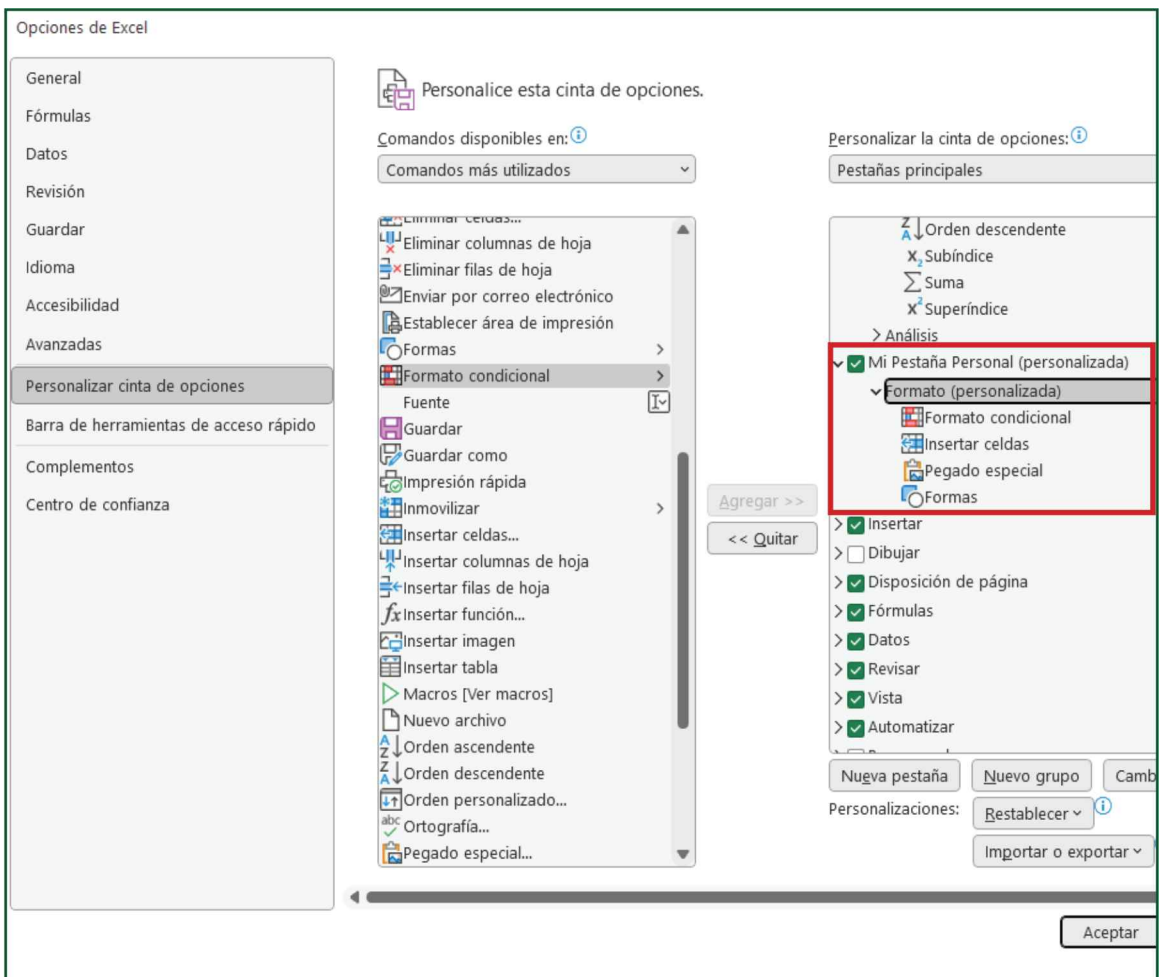 Opciones de Excel
General
Fórmulas
Datos
Revisión
Guardar
Idioma
Accesibilidad
Avanzadas
Personalizar cinta de opciones
Barra de herramientas de acceso rápido
Complementos
Centro de confianza
Personalice esta cinta de opciones.
Comandos disponibles en:
Comandos más utilizados
Eliminar celdas...
Eliminar columnas de hoja
Eliminar filas de hoja
Enviar por correo electrónico
Establecer área de impresión
Formas
Formato condicional
Fuente
Guardar
Guardar como
Impresión rápida
Inmovilizar
Insertar celdas...
Insertar columnas de hoja
Insertar filas de hoja
Insertar función...
Insertar imagen
Insertar tabla
Macros [Ver macros]
Nuevo archivo
Orden ascendente
Orden descendente
Orden personalizado...
Ortografía...
Pegado especial...
Agregar >>
<< Quitar
Personalizar la cinta de opciones:
Pestañas principales
Orden descendente
Subíndice
Suma
Superíndice
Análisis
Mi Pestaña Personal (personalizada)
Formato (personalizada)
Formato condicional
Insertar celdas
Pegado especial
Formas
Insertar
Dibujar
Disposición de página
Fórmulas
Datos
Revisar
Vista
Automatizar
Nueva pestaña
Nuevo grupo
Camb
Personalizaciones:
Restablecer
Importar o exportar
Aceptar